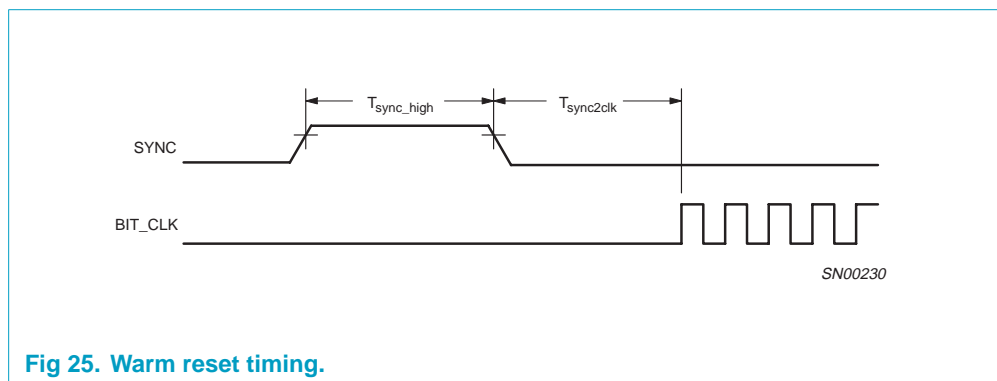 Tsync_high
Tsync2clk
SYNC
BIT_CLK
SN00230
Fig 25. Warm reset timing.